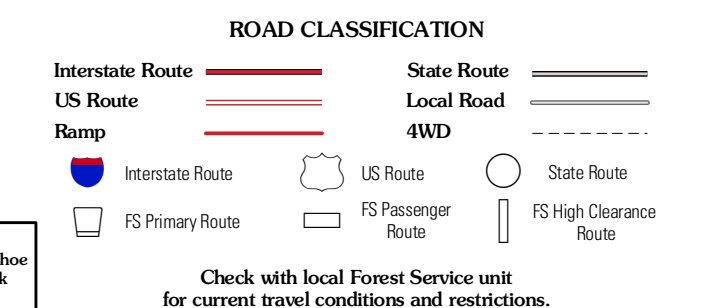 ROAD CLASSIFICATION
Interstate Route
State Route
US Route
Local Road
Ramp
4WD
Interstate Route
US Route
State Route
FS Primary Route
FS Passenger
Route
FS High Clearance
Route
hoe
k
Check with local Forest Service unit
for current travel conditions and restrictions.